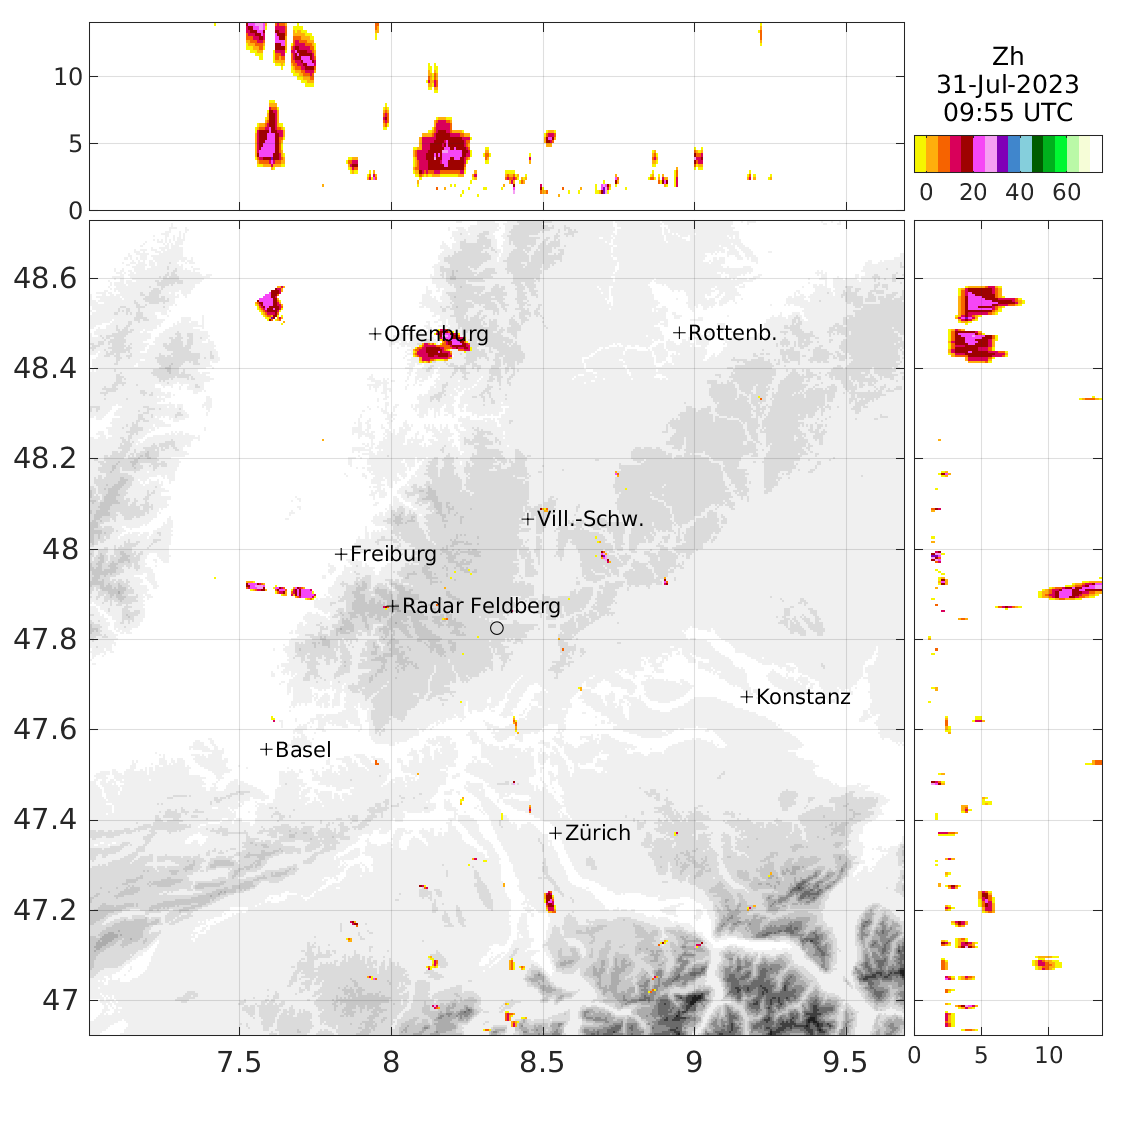 Zh
31-Jul-2023
09:55 UTC
0 20 40 60
10
5
0
48.6
48.4
48.2
48
47.8
47.6
47.4
47.2
47
Offenburg
Rottenb.
Vill.-Schw.
Freiburg
Radar Feldberg
Konstanz
Basel
Zürich
7.5 8 8.5 9 9.5
0 5 10